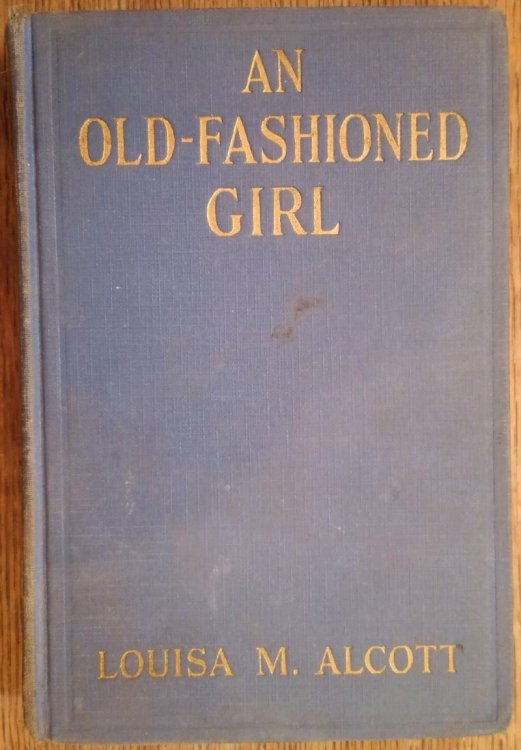 AN
OLD-FASHIONED
GIRL
LOUISA M. ALCOTT